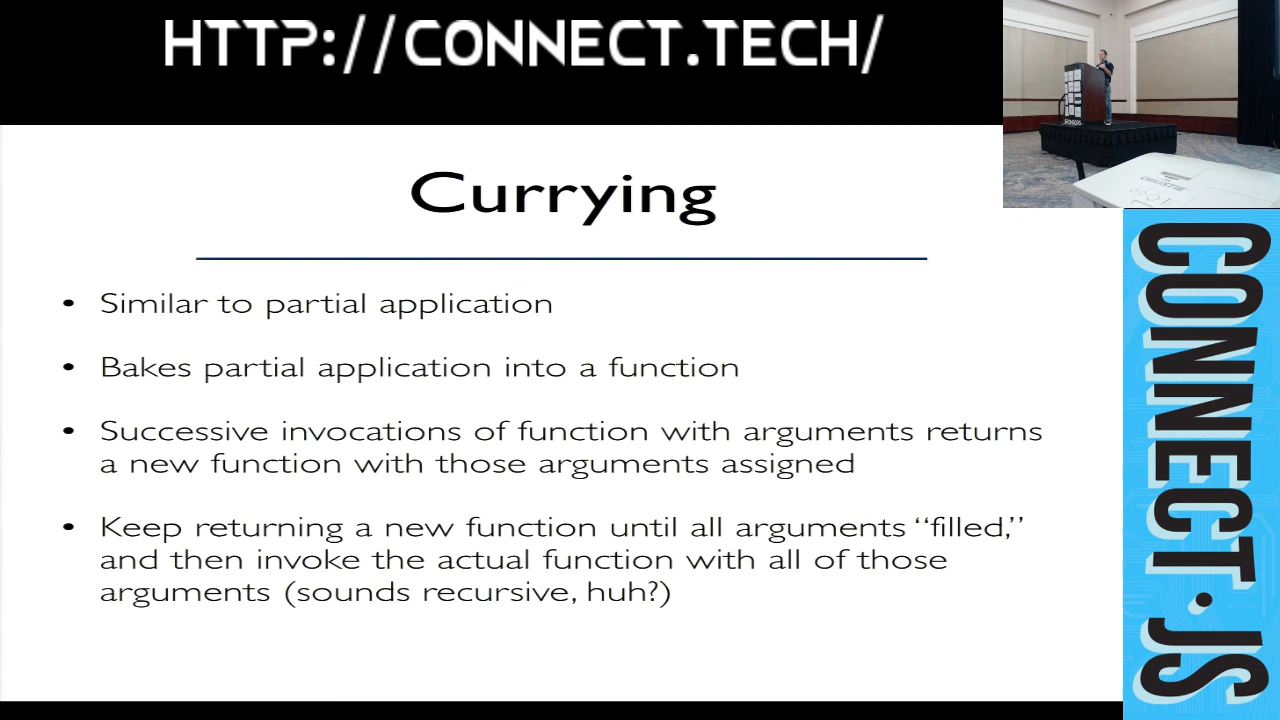 HTTP://CONNECT.TECH/
Currying
• Similar to partial application
• Bakes partial application into a function
• Successive invocations of function with arguments returns
a new function with those arguments assigned
• Keep returning a new function until all arguments “filled,”
and then invoke the actual function with all of those
arguments (sounds recursive, huh?)
CHRISTIE
CONNECT.JS